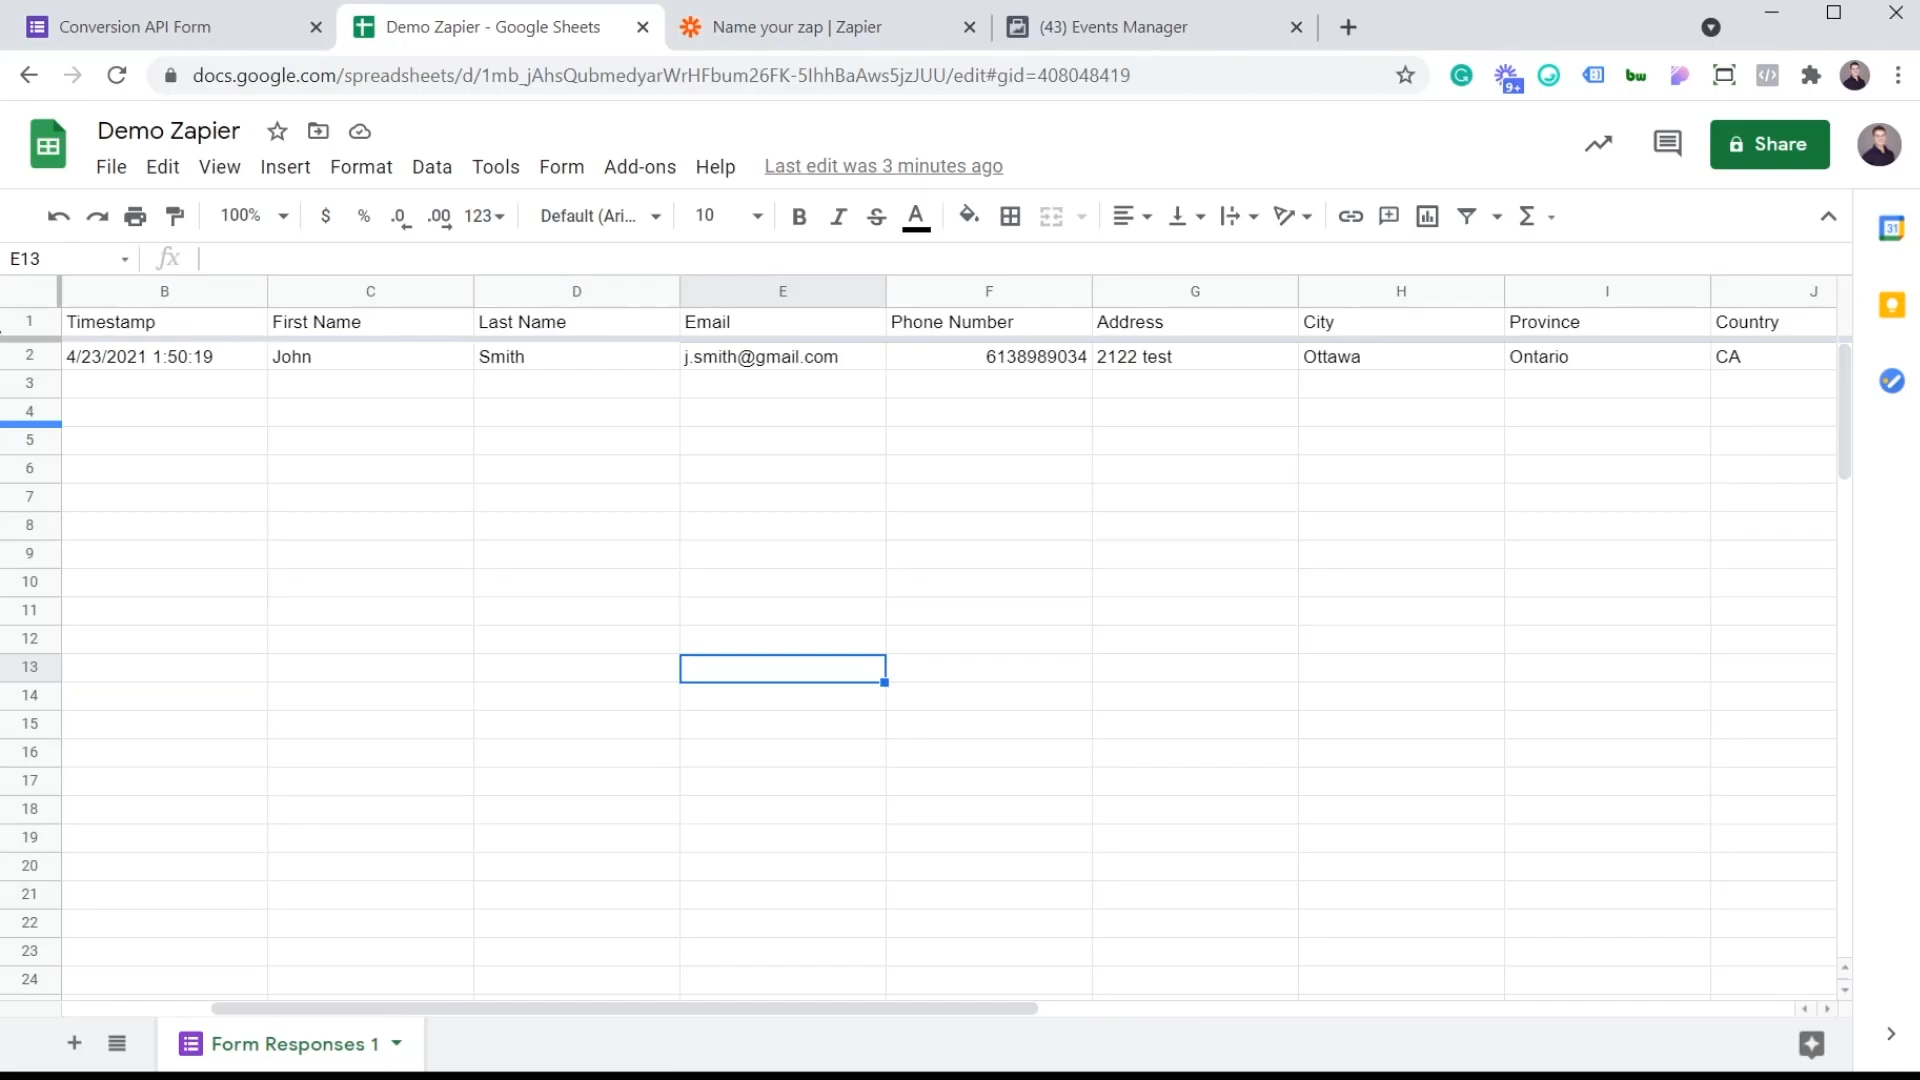 Conversion API Form
Demo Zapier - Google Sheets
Name your zap | Zapier
(43) Events Manager
docs.google.com/spreadsheets/d/1mb_jAhsQubmedyarWrHFbum26FK-5IhhBaAws5jzJUU/edit#gid=408048419
9+
bw
Demo Zapier
Share
File Edit View Insert Format Data Tools Form Add-ons Help Last edit was 3 minutes ago
100% $ % .0 .00 123 Default (Ari... 10 B I S A Σ
31
E13 fx
B C D E F G H I J
1 Timestamp First Name Last Name Email Phone Number Address City Province Country
2 4/23/2021 1:50:19 John Smith j.smith@gmail.com 6138989034 2122 test Ottawa Ontario CA
3
4
5
6
7
8
9
10
11
12
13
14
15
16
17
18
19
20
21
22
23
24
Form Responses 1